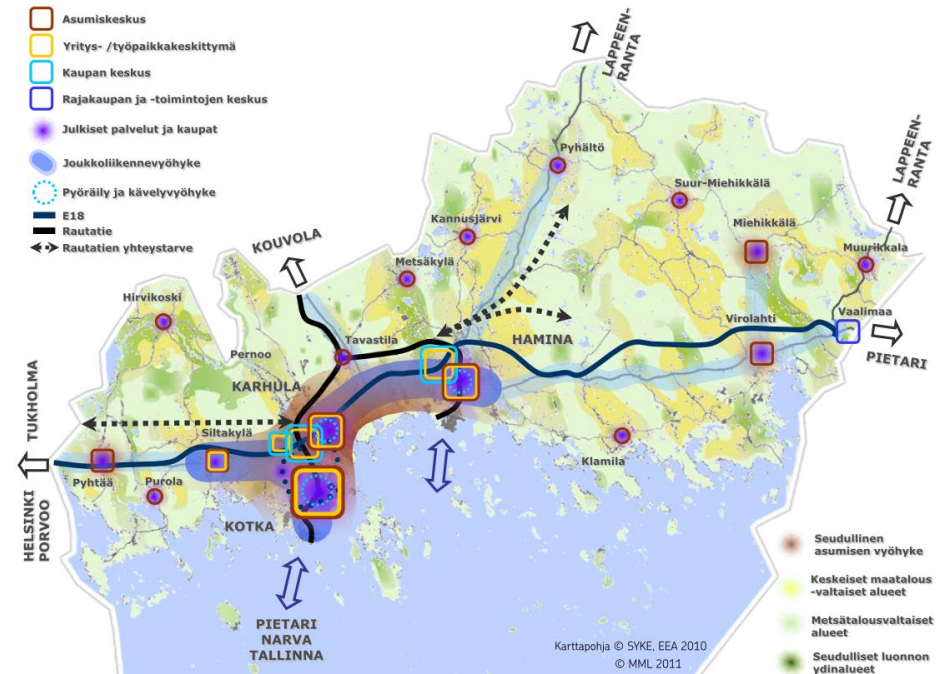 Asumiskeskus
Yritys- /työpaikkakeskittymä
Kaupan keskus
Rajakaupan ja -toimintojen keskus
Julkiset palvelut ja kaupat
Joukkoliikennevyöhyke
Pyöräily ja kävelyvyöhyke
E18
Rautatie
Rautatien yhteystarve
LAPPEEN-
RANTA
LAPPEEN-
RANTA
Pyhältö
Suur-Miehikkälä
Miehikkälä
Kannusjärvi
Muurikkala
KOUVOLA
Metsäkylä
Hirvikoski
Vaalimaa
Virolahti
Tavastila
HAMINA
Pernoo
PIETARI
KARHULA
TUKHOLMA
Siltakylä
Klamila
Pyhtää
Purola
HELSINKI
PORVOO
KOTKA
PIETARI
NARVA
TALLINNA
Seudullinen
asumisen vyöhyke
Keskeiset maatalous
-valtaiset alueet
Metsätalousvaltaiset
alueet
Seudulliset luonnon
ydinalueet
Karttapohja © SYKE, EEA 2010
© MML 2011